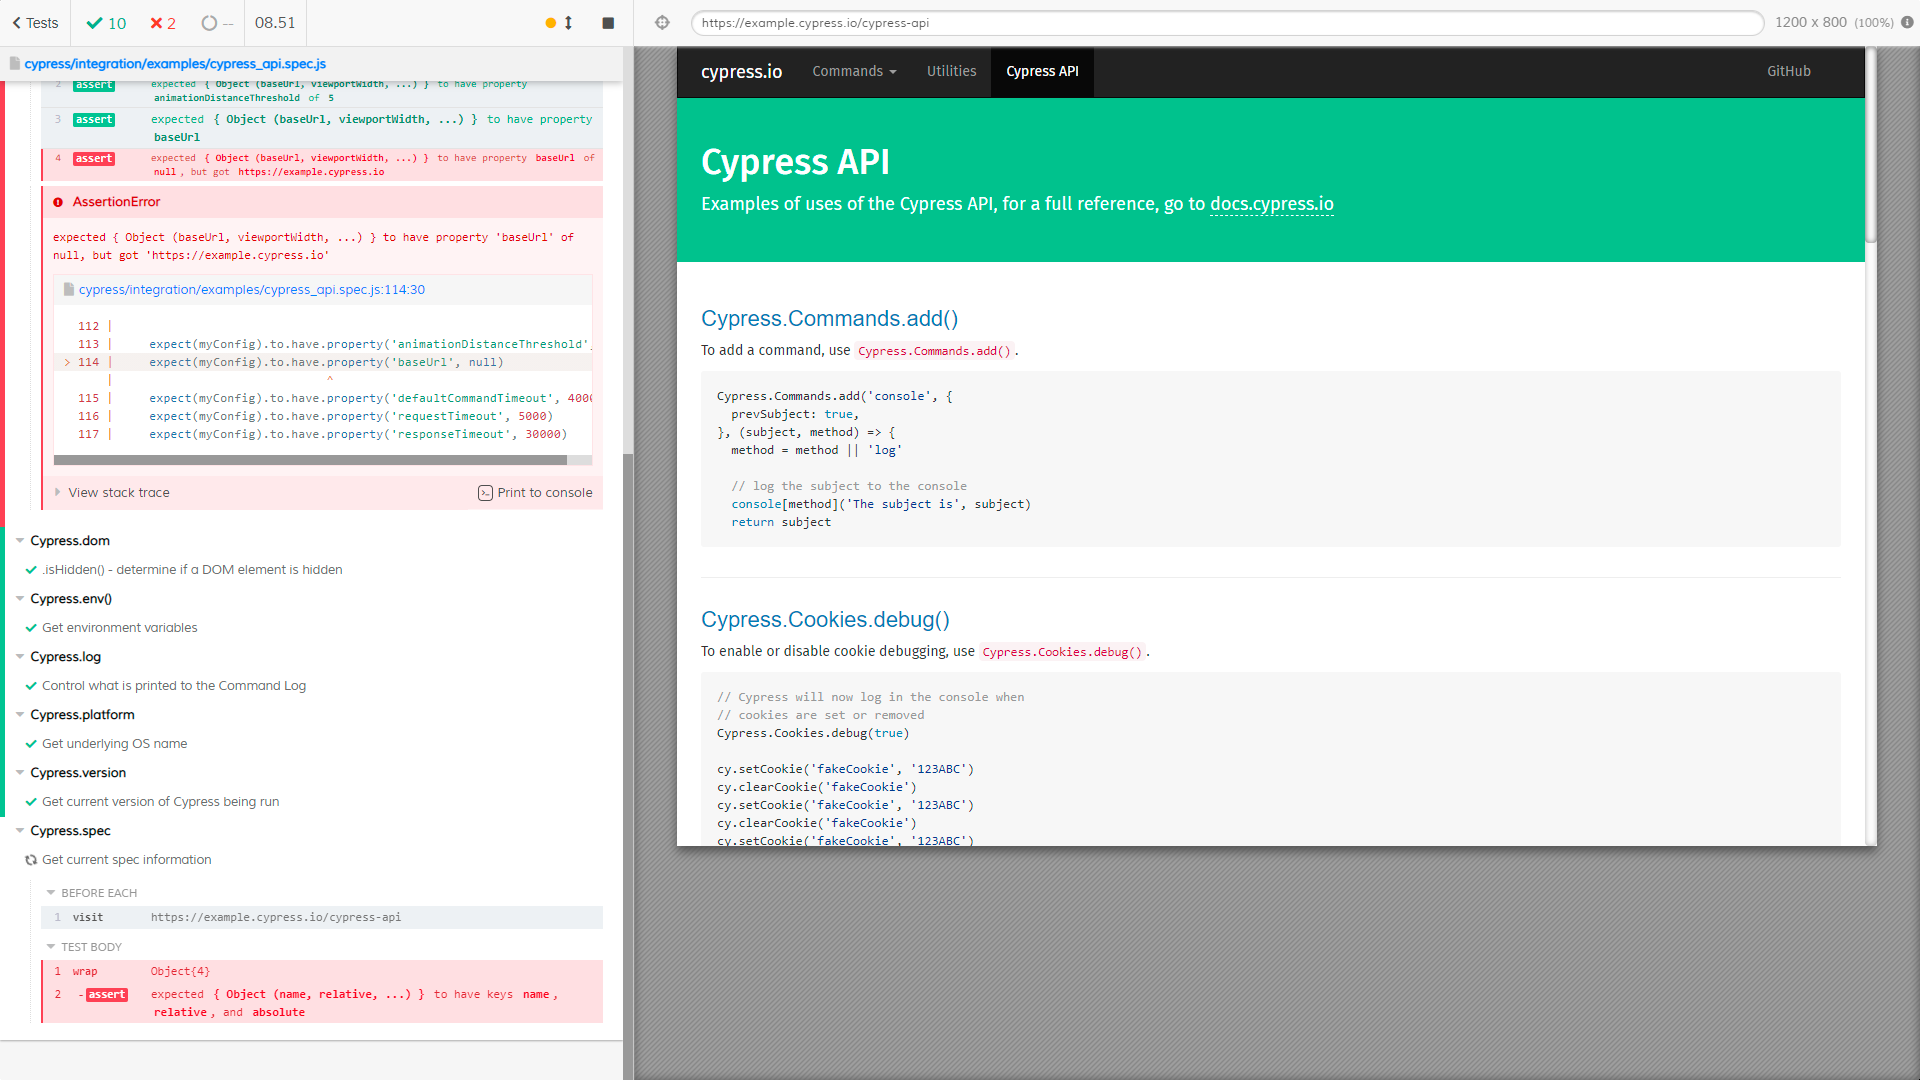 Tests
10
2
--
08.51
cypress/integration/examples/cypress_api.spec.js
2 assert expected { Object (baseUrl, viewportWidth, ...) } to have property
animationDistanceThreshold of 5
3 assert expected { Object (baseUrl, viewportWidth, ...) } to have property
baseUrl
4 assert expected { Object (baseUrl, viewportWidth, ...) } to have property baseUrl of
null, but got https://example.cypress.io
AssertionError
expected { Object (baseUrl, viewportWidth, ...) } to have property 'baseUrl' of
null, but got 'https://example.cypress.io'
cypress/integration/examples/cypress_api.spec.js:114:30
112 |
113 | expect(myConfig).to.have.property('animationDistanceThreshold',
> 114 | expect(myConfig).to.have.property('baseUrl', null)
| ^
115 | expect(myConfig).to.have.property('defaultCommandTimeout', 4000
116 | expect(myConfig).to.have.property('requestTimeout', 5000)
117 | expect(myConfig).to.have.property('responseTimeout', 30000)
View stack trace
Print to console
Cypress.dom
.isHidden() - determine if a DOM element is hidden
Cypress.env()
Get environment variables
Cypress.log
Control what is printed to the Command Log
Cypress.platform
Get underlying OS name
Cypress.version
Get current version of Cypress being run
Cypress.spec
Get current spec information
BEFORE EACH
1 visit https://example.cypress.io/cypress-api
TEST BODY
1 wrap Object{4}
2 -assert expected { Object (name, relative, ...) } to have keys name,
relative, and absolute
https://example.cypress.io/cypress-api
1200 x 800 (100%)
cypress.io
Commands
Utilities
Cypress API
GitHub
Cypress API
Examples of uses of the Cypress API, for a full reference, go to docs.cypress.io
Cypress.Commands.add()
To add a command, use Cypress.Commands.add().
Cypress.Commands.add('console', {
prevSubject: true,
}, (subject, method) => {
method = method || 'log'
// log the subject to the console
console[method]('The subject is', subject)
return subject
Cypress.Cookies.debug()
To enable or disable cookie debugging, use Cypress.Cookies.debug().
// Cypress will now log in the console when
// cookies are set or removed
Cypress.Cookies.debug(true)
cy.setCookie('fakeCookie', '123ABC')
cy.clearCookie('fakeCookie')
cy.setCookie('fakeCookie', '123ABC')
cy.clearCookie('fakeCookie')
cy.setCookie('fakeCookie', '123ABC')